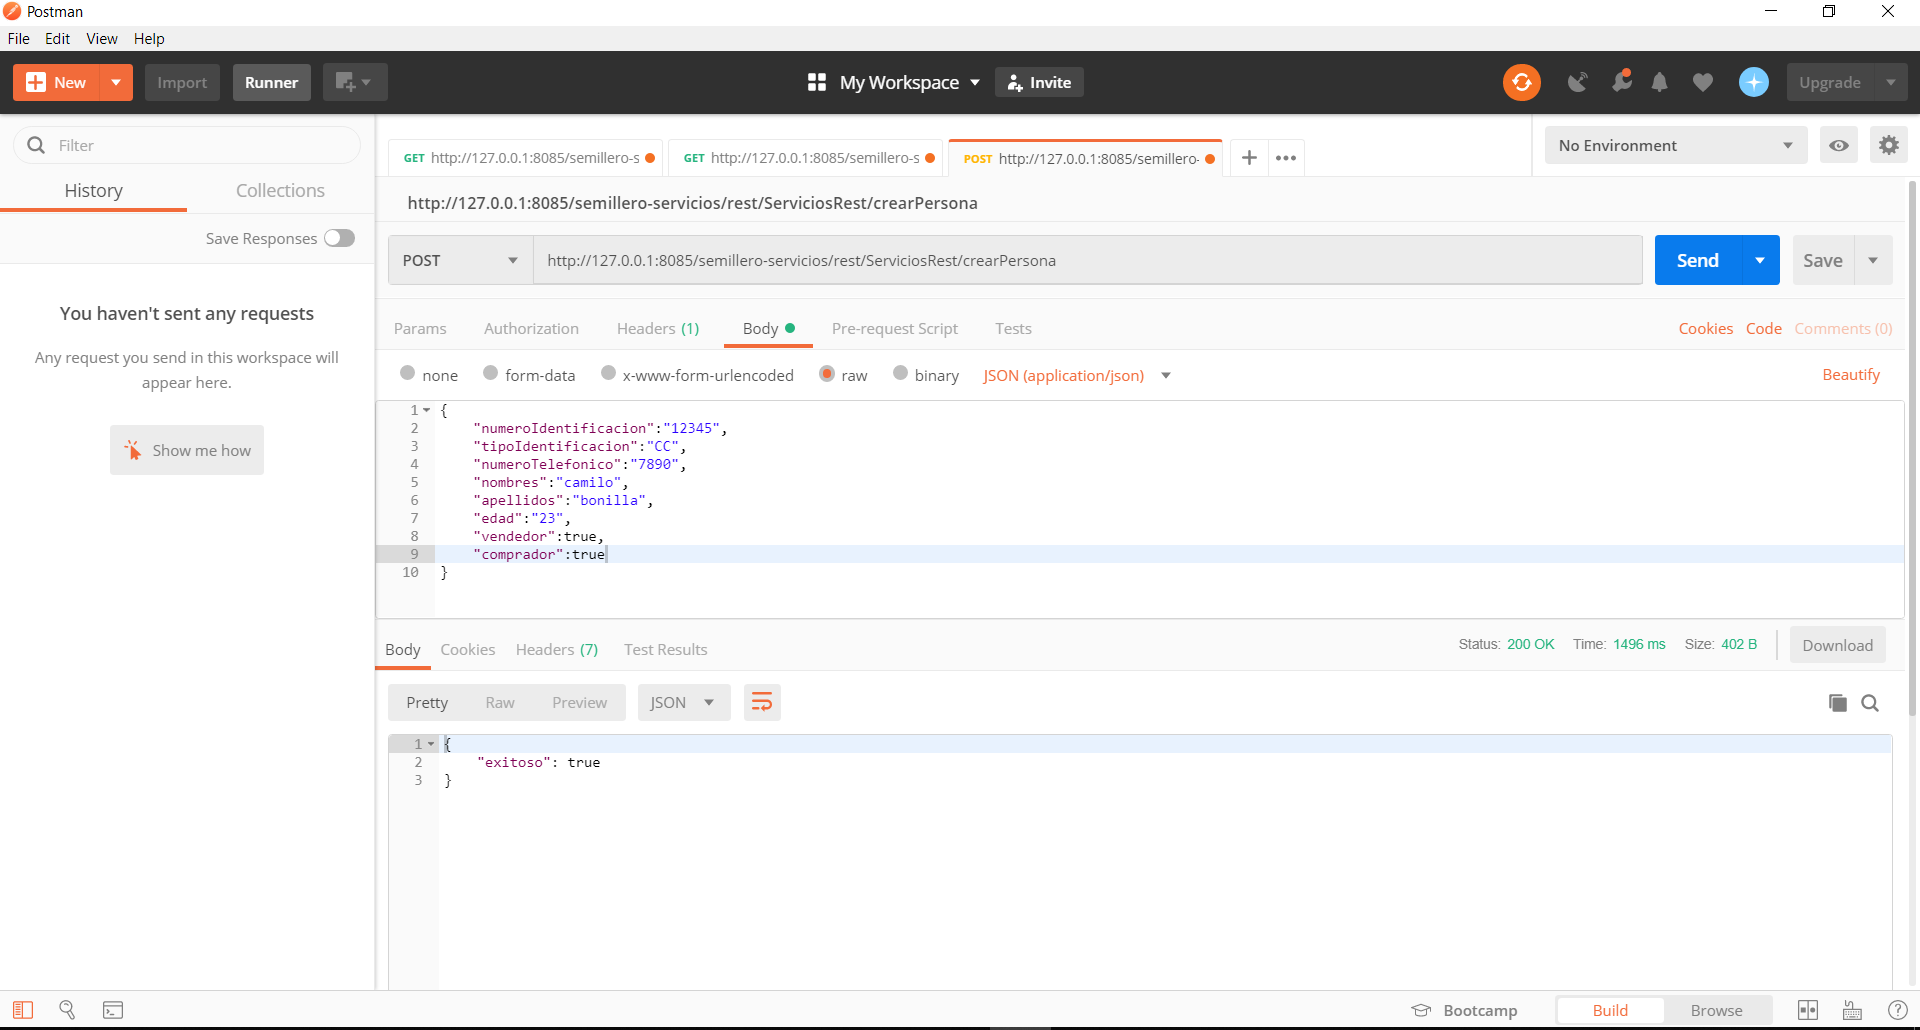 Postman
File Edit View Help
New Import Runner My Workspace Invite Upgrade
Filter
History Collections
Save Responses
You haven't sent any requests
Any request you send in this workspace will
appear here.
Show me how
GET http://127.0.0.1:8085/semillero-s GET http://127.0.0.1:8085/semillero-s POST http://127.0.0.1:8085/semillero- + ••• No Environment
http://127.0.0.1:8085/semillero-servicios/rest/ServiciosRest/crearPersona
POST http://127.0.0.1:8085/semillero-servicios/rest/ServiciosRest/crearPersona Send Save
Params Authorization Headers (1) Body Pre-request Script Tests Cookies Code Comments (0)
none form-data x-www-form-urlencoded raw binary JSON (application/json) Beautify
1 {
2 "numeroIdentificacion":"12345",
3 "tipoIdentificacion":"CC",
4 "numeroTelefonico":"7890",
5 "nombres":"camilo",
6 "apellidos":"bonilla",
7 "edad":"23",
8 "vendedor":true,
9 "comprador":true
10 }
Body Cookies Headers (7) Test Results Status: 200 OK Time: 1496 ms Size: 402 B Download
Pretty Raw Preview JSON
1 {
2 "exitoso": true
3 }
Bootcamp Build Browse